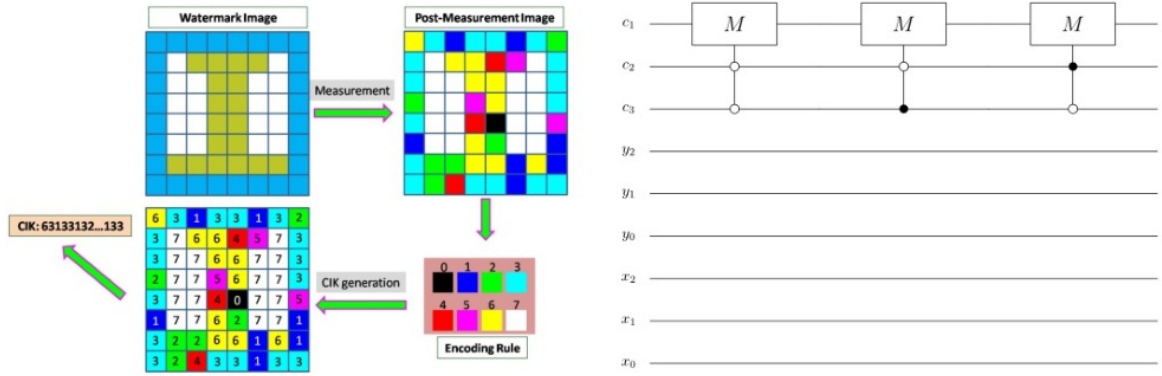 Watermark Image
Post-Measurement Image
Measurement
CIK: 63133132...133
6 3 1 3 3 1 3 2
3 7 6 6 4 5 7 3
3 7 7 6 6 7 7 3
2 7 7 5 6 7 7 3
3 7 7 4 0 7 7 5
1 7 7 6 2 7 7 1
3 2 2 6 6 1 6 1
3 2 4 3 3 1 3 3
CIK generation
0 1 2 3
4 5 6 7
Encoding Rule
c₁ M M M
c₂
c₃
y₂
y₁
y₀
x₂
x₁
x₀